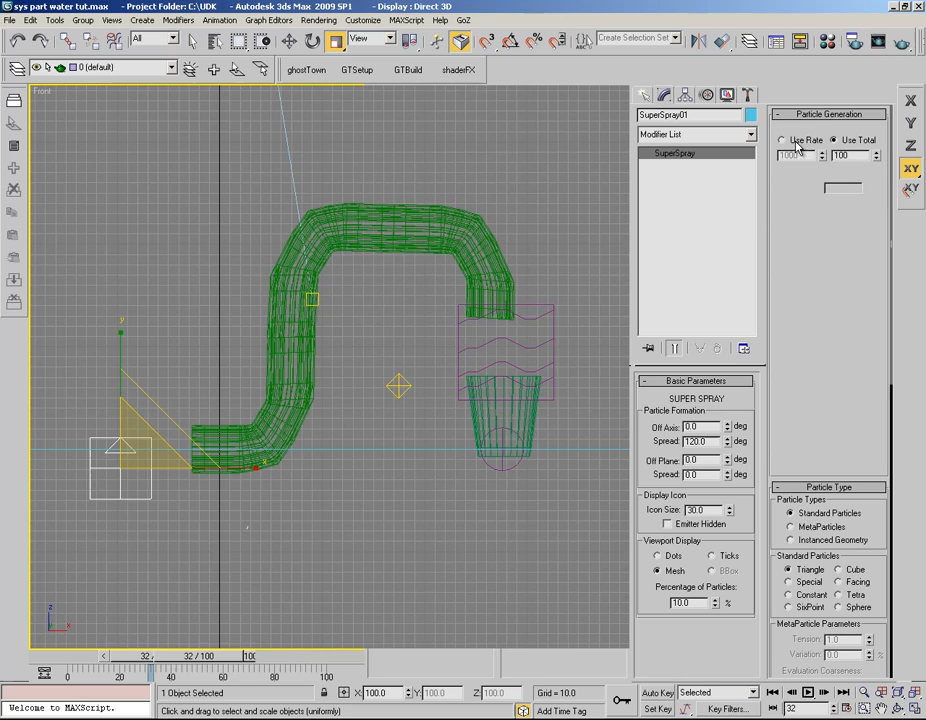 sys part water tut.max - Project Folder: C:\UDK - Autodesk 3ds Max 2009 SP1 - Display : Direct 3D
File Edit Tools Group Views Create Modifiers Animation Graph Editors Rendering Customize MAXScript Help GoZ
All View Create Selection Set
0 (default) ghostTown GTSetup GTBuild shaderFX
Front
SuperSpray01
Modifier List
SuperSpray
- Basic Parameters
SUPER SPRAY
Particle Formation
Off Axis: 0.0 deg
Spread: 120.0 deg
Off Plane: 0.0 deg
Spread: 0.0 deg
Display Icon
Icon Size: 30.0
Emitter Hidden
Viewport Display
Dots Ticks
Mesh BBox
Percentage of Particles:
10.0 %
- Particle Generation
Use Rate Use Total
1000 100
- Particle Type
Particle Types
Standard Particles
MetaParticles
Instanced Geometry
Standard Particles
Triangle Cube
Special Facing
Constant Tetra
SixPoint Sphere
MetaParticle Parameters
Tension: 1.0
Variation: 0.0 %
Evaluation Coarseness:
X
Y
Z
XY
XY
y
x
z
x
< 32 32 / 100 100
0 20 40 60 80 100
1 Object Selected X: 100.0 Y: 100.0 Z: 100.0 Grid = 10.0 Auto Key Selected
Welcome to MAXScript. Click and drag to select and scale objects (uniformly) Add Time Tag Set Key Key Filters... 32